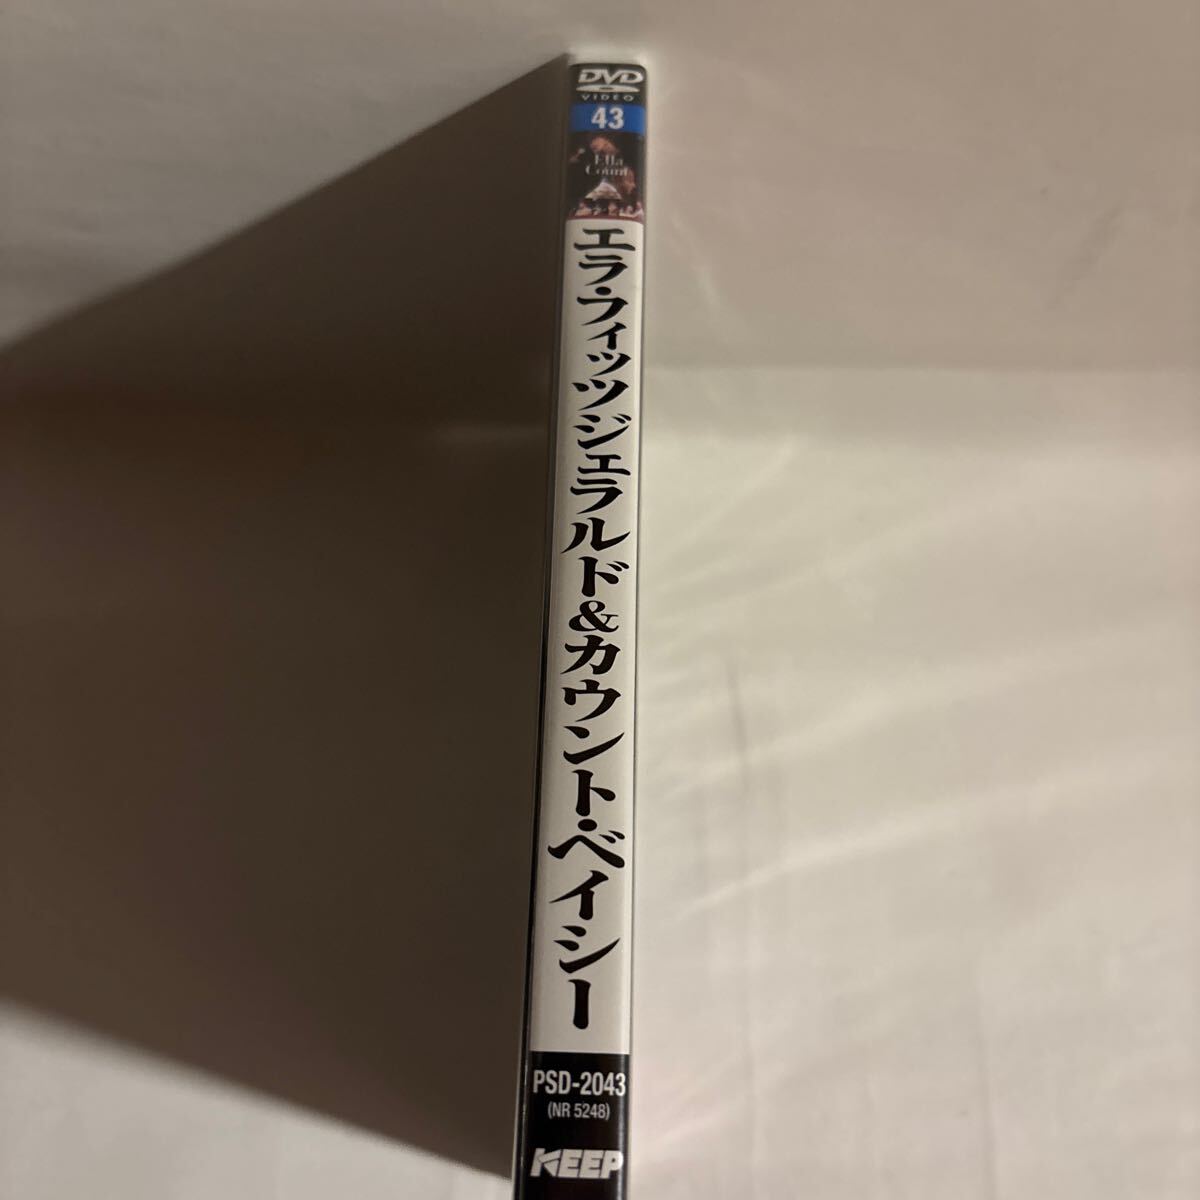 DVD
VIDEO
43
Ella
Count
エラ・フィッツジェラルド&カウント・ベイシー
PSD-2043
(NR 5248)
KEEP